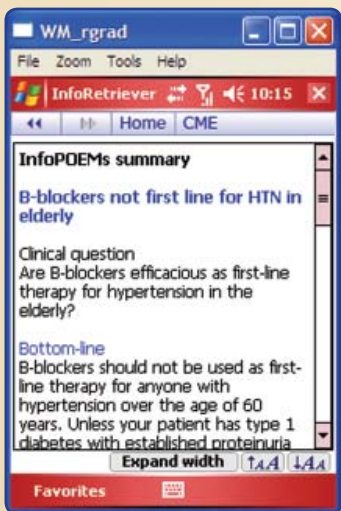 WM_rgrad
File Zoom Tools Help
InfoRetriever 10:15
Home CME
InfoPOEMs summary
B-blockers not first line for HTN in
elderly
Clinical question
Are B-blockers efficacious as first-line
therapy for hypertension in the
elderly?
Bottom-line
B-blockers should not be used as first-
line therapy for anyone with
hypertension over the age of 60
years. Unless your patient has type 1
diabetes with established proteinuria
Expand width ↑AA ↓AA
Favorites